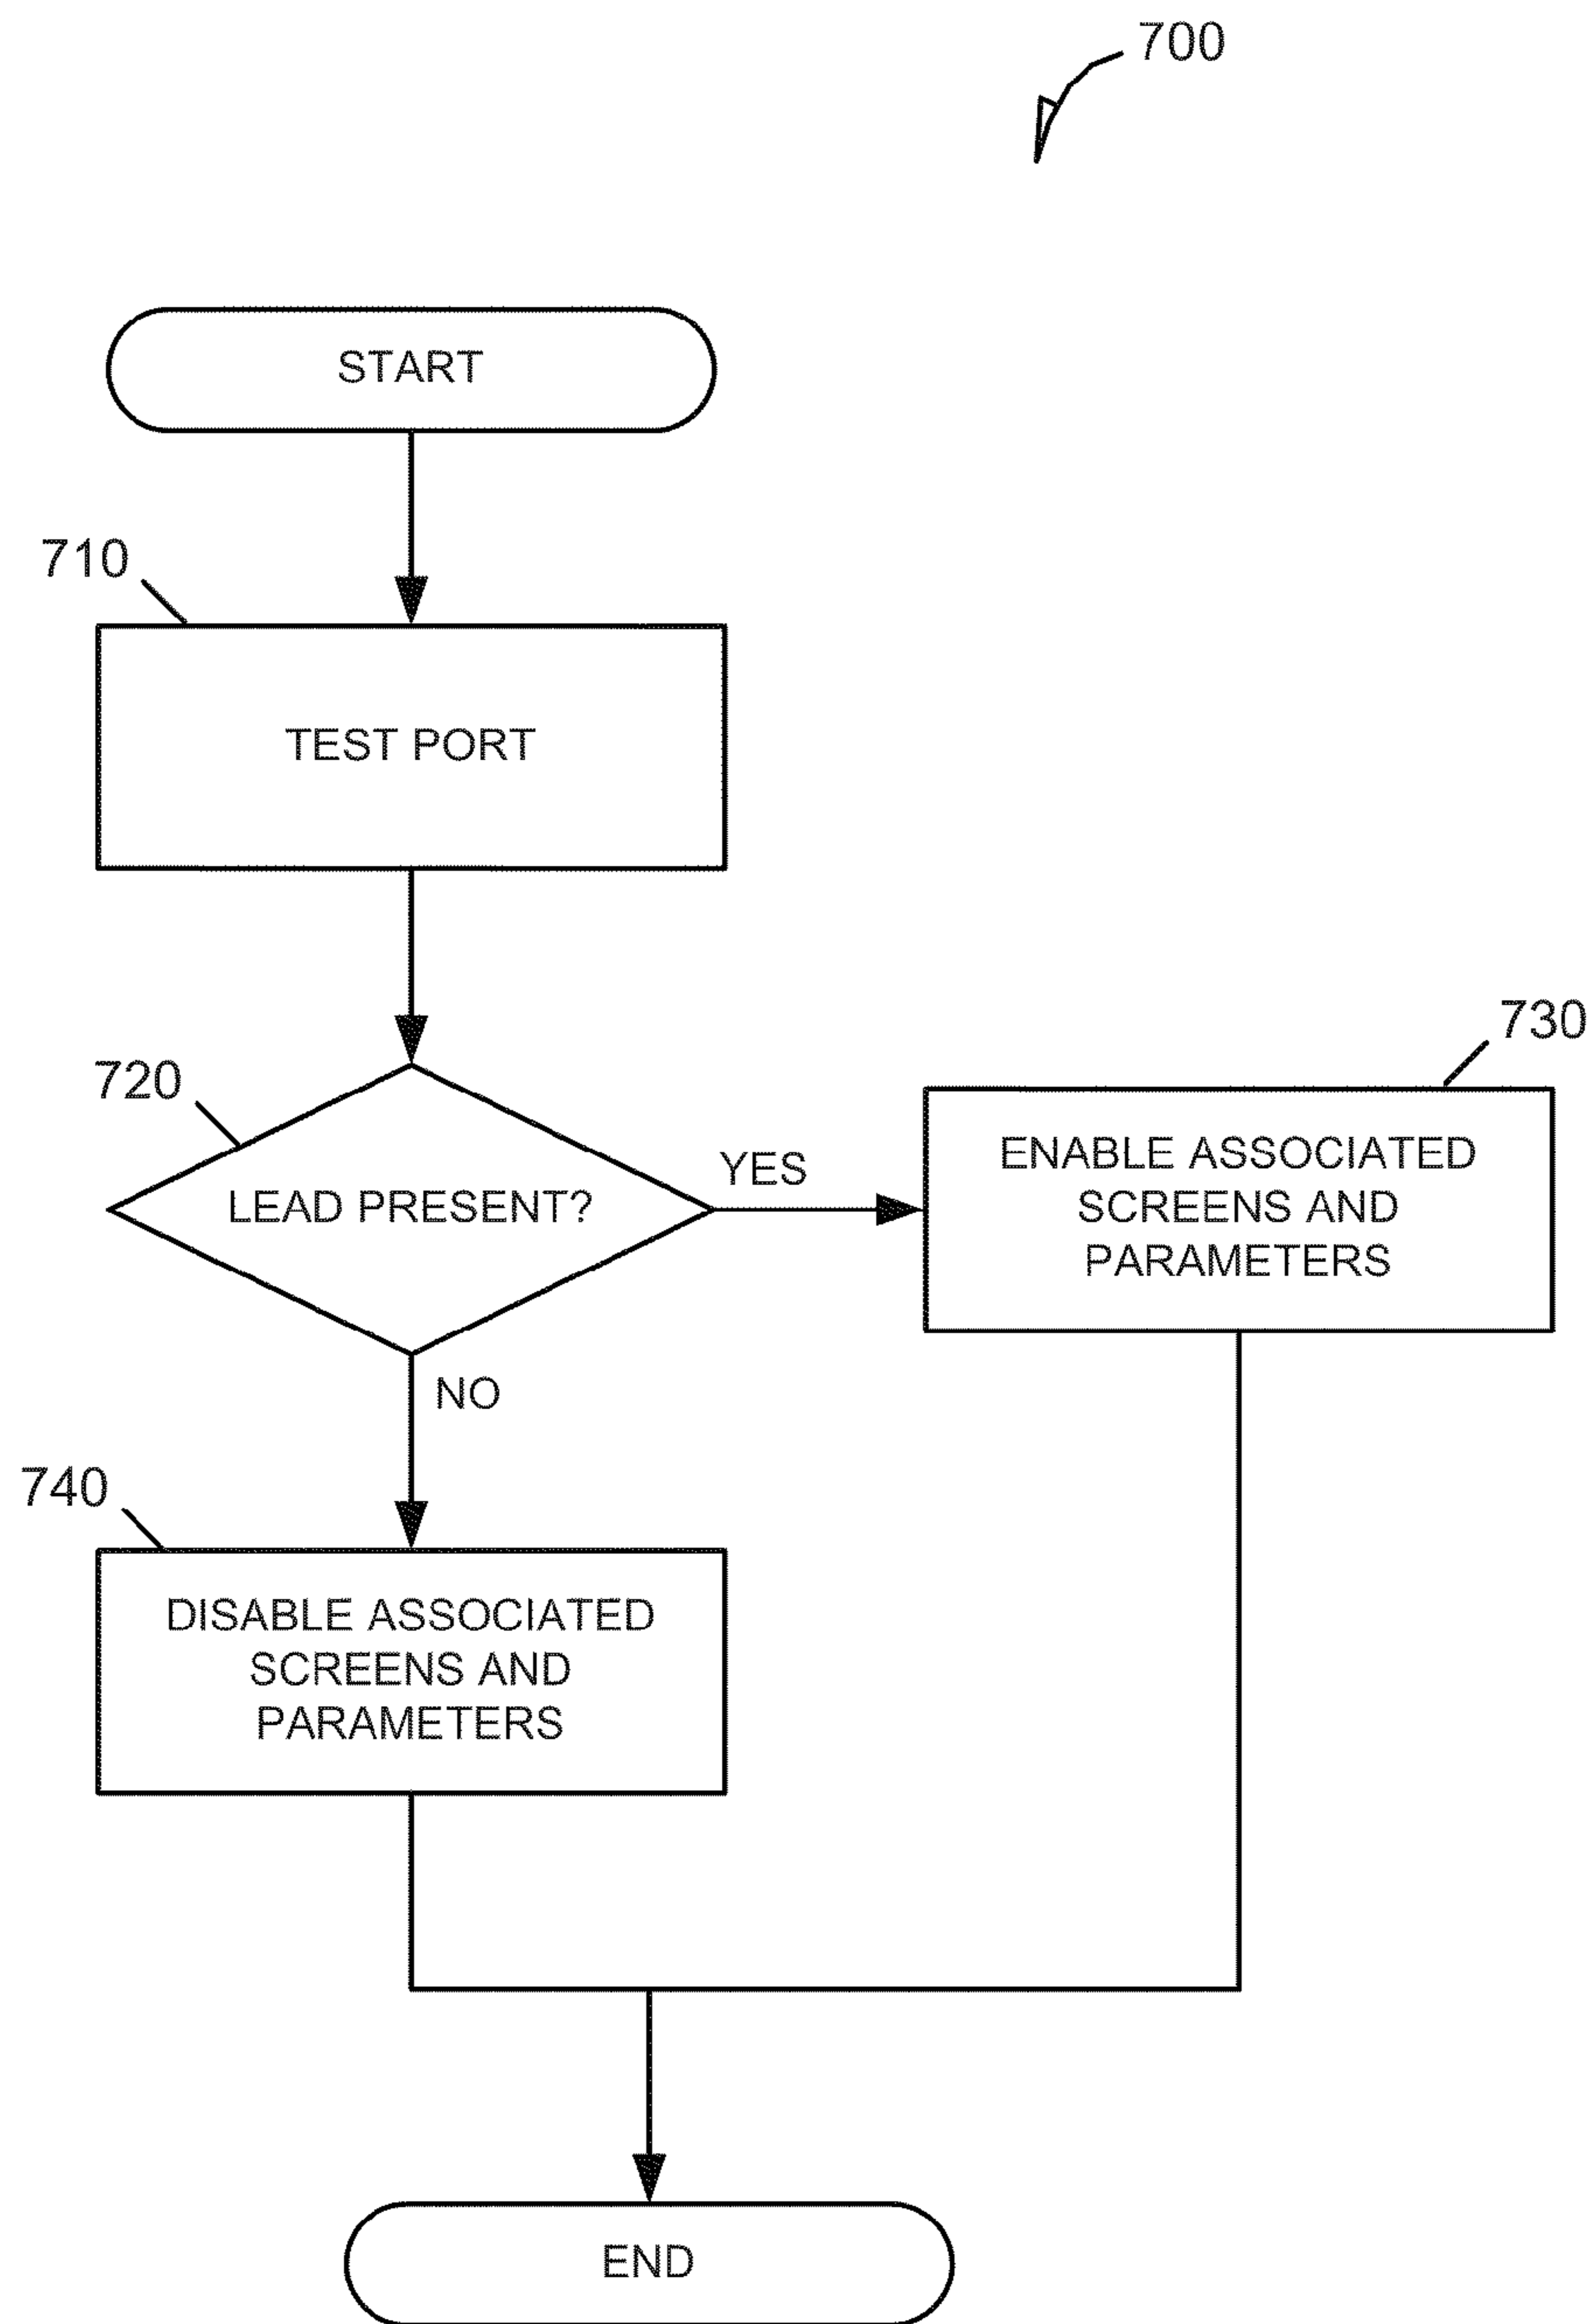 700
START
710
TEST PORT
720
LEAD PRESENT?
YES
730
ENABLE ASSOCIATED
SCREENS AND
PARAMETERS
NO
740
DISABLE ASSOCIATED
SCREENS AND
PARAMETERS
END